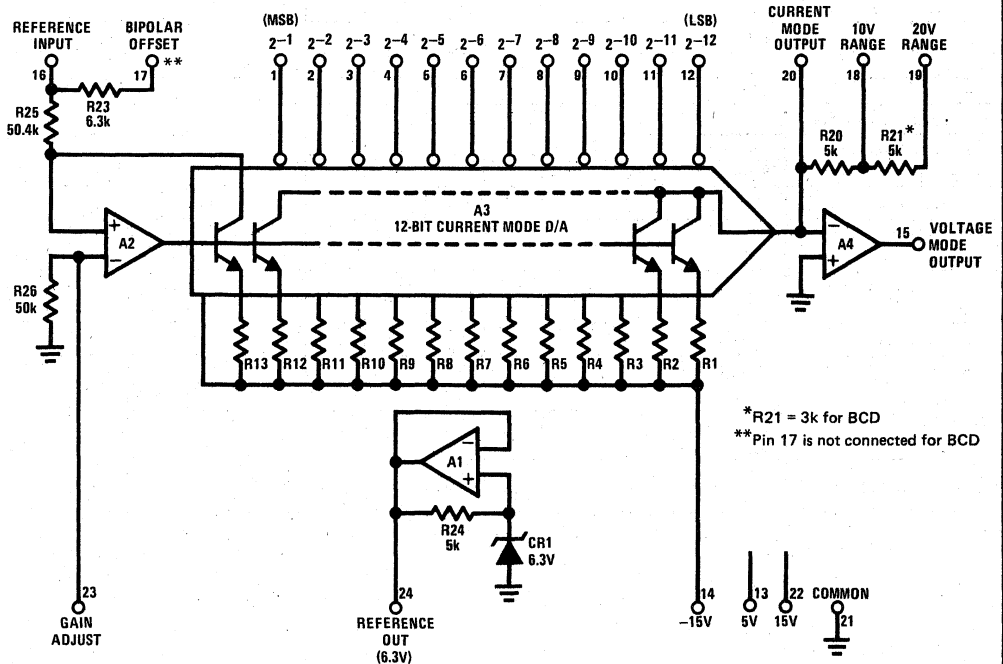 REFERENCE INPUT
16
BIPOLAR OFFSET **
17
(MSB)
2–1
2–2
2–3
2–4
2–5
2–6
2–7
2–8
2–9
2–10
2–11
(LSB)
2–12
1
2
3
4
5
6
7
8
9
10
11
12
CURRENT MODE OUTPUT
20
10V RANGE
18
20V RANGE
19
R23
6.3k
R25
50.4k
R20
5k
R21*
5k
A3
12-BIT CURRENT MODE D/A
+
A2
–
–
A4
+
15
VOLTAGE MODE OUTPUT
R26
50k
R13
R12
R11
R10
R9
R8
R7
R6
R5
R4
R3
R2
R1
*R21 = 3k for BCD
**Pin 17 is not connected for BCD
–
A1
+
R24
5k
CR1
6.3V
23
GAIN ADJUST
24
REFERENCE OUT
(6.3V)
14
–15V
13
5V
22
15V
COMMON
21